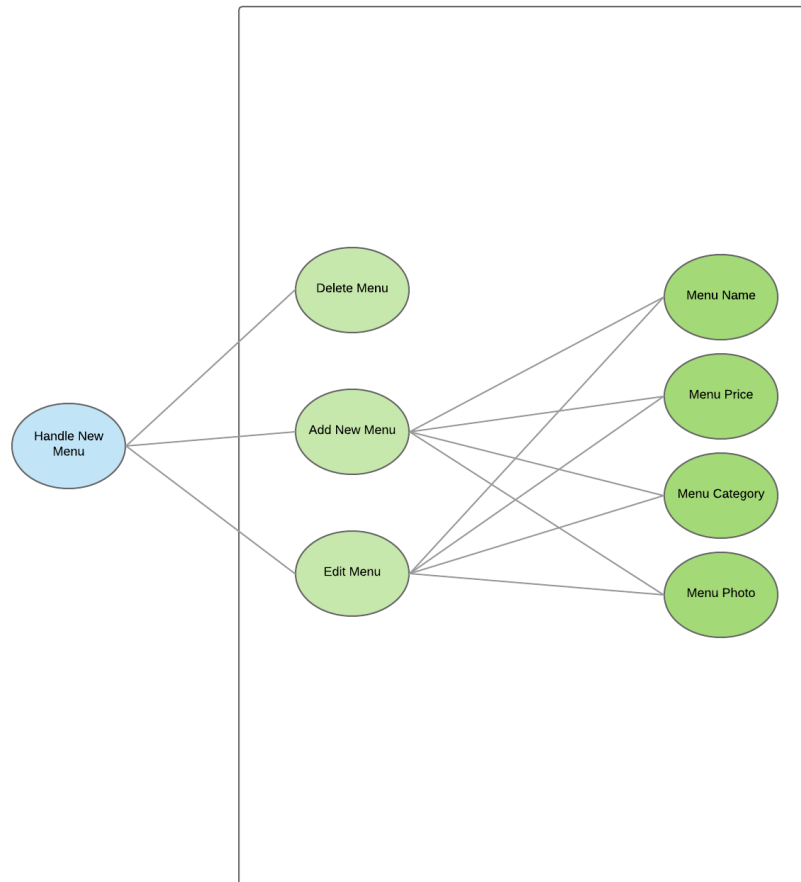 Delete Menu
Menu Name
Menu Price
Handle New
Menu
Add New Menu
Menu Category
Edit Menu
Menu Photo